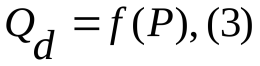 Q_d = f(P), (3)